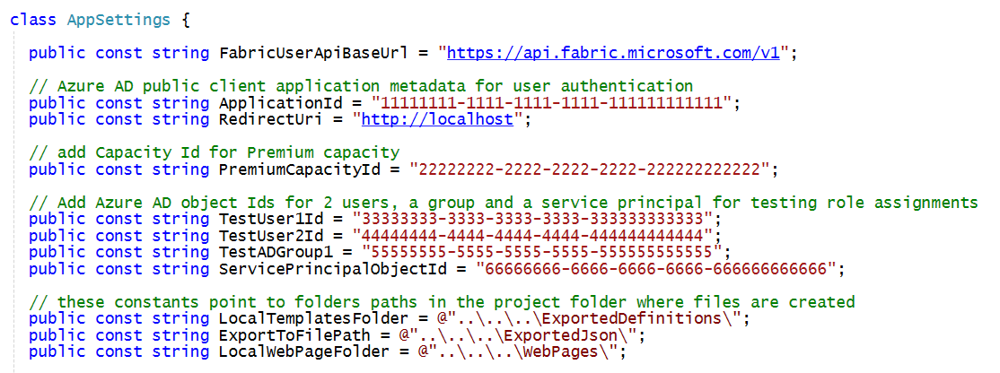 class AppSettings {
public const string FabricUserApiBaseUrl = "https://api.fabric.microsoft.com/v1";
// Azure AD public client application metadata for user authentication
public const string ApplicationId = "11111111-1111-1111-1111-111111111111";
public const string RedirectUri = "http://localhost";
// add Capacity Id for Premium capacity
public const string PremiumCapacityId = "22222222-2222-2222-2222-222222222222";
// Add Azure AD object Ids for 2 users, a group and a service principal for testing role assignments
public const string TestUser1Id = "33333333-3333-3333-3333-333333333333";
public const string TestUser2Id = "44444444-4444-4444-4444-444444444444";
public const string TestADGroup1 = "55555555-5555-5555-5555-555555555555";
public const string ServicePrincipalObjectId = "66666666-6666-6666-6666-666666666666";
// these constants point to folders paths in the project folder where files are created
public const string LocalTemplatesFolder = @"..\..\..\ExportedDefinitions\";
public const string ExportToFilePath = @"..\..\..\ExportedJson\";
public const string LocalWebPageFolder = @"..\..\..\WebPages\";